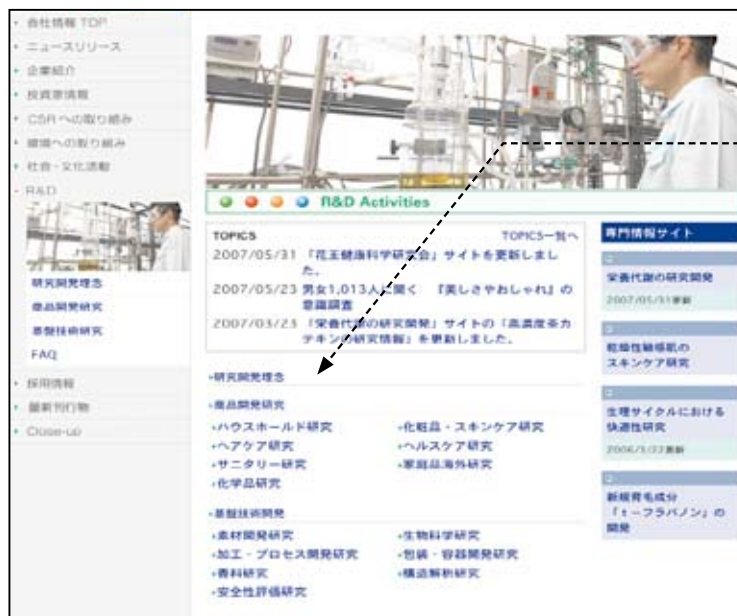 会社情報 TOP
ニュースリリース
企業紹介
投資家情報
CSRへの取り組み
環境への取り組み
社会・文化活動
R&D
研究開発理念
商品開発研究
基盤技術研究
FAQ
採用情報
最新刊行物
Close-up
R&D Activities
TOPICS
TOPICS一覧へ
2007/05/31 「花王健康科学研究会」サイトを更新しまし
た。
2007/05/23 男女1,013人に聞く 『美しさやおしゃれ』の
意識調査
2007/03/23 「栄養代謝の研究開発」サイトの「高濃度茶カ
テキンの研究情報」を更新しました。
研究開発理念
商品開発研究
ハウスホールド研究
化粧品・スキンケア研究
ヘアケア研究
ヘルスケア研究
サニタリー研究
家庭品海外研究
化学品研究
基盤技術開発
素材開発研究
生物科学研究
加工・プロセス開発研究
包装・容器開発研究
香料研究
構造解析研究
安全性評価研究
専門情報サイト
栄養代謝の研究開発
2007/05/31更新
乾燥性敏感肌の
スキンケア研究
生理サイクルにおける
快適性研究
2006/3/22更新
新規育毛成分
「t-フラバノン」の
開発